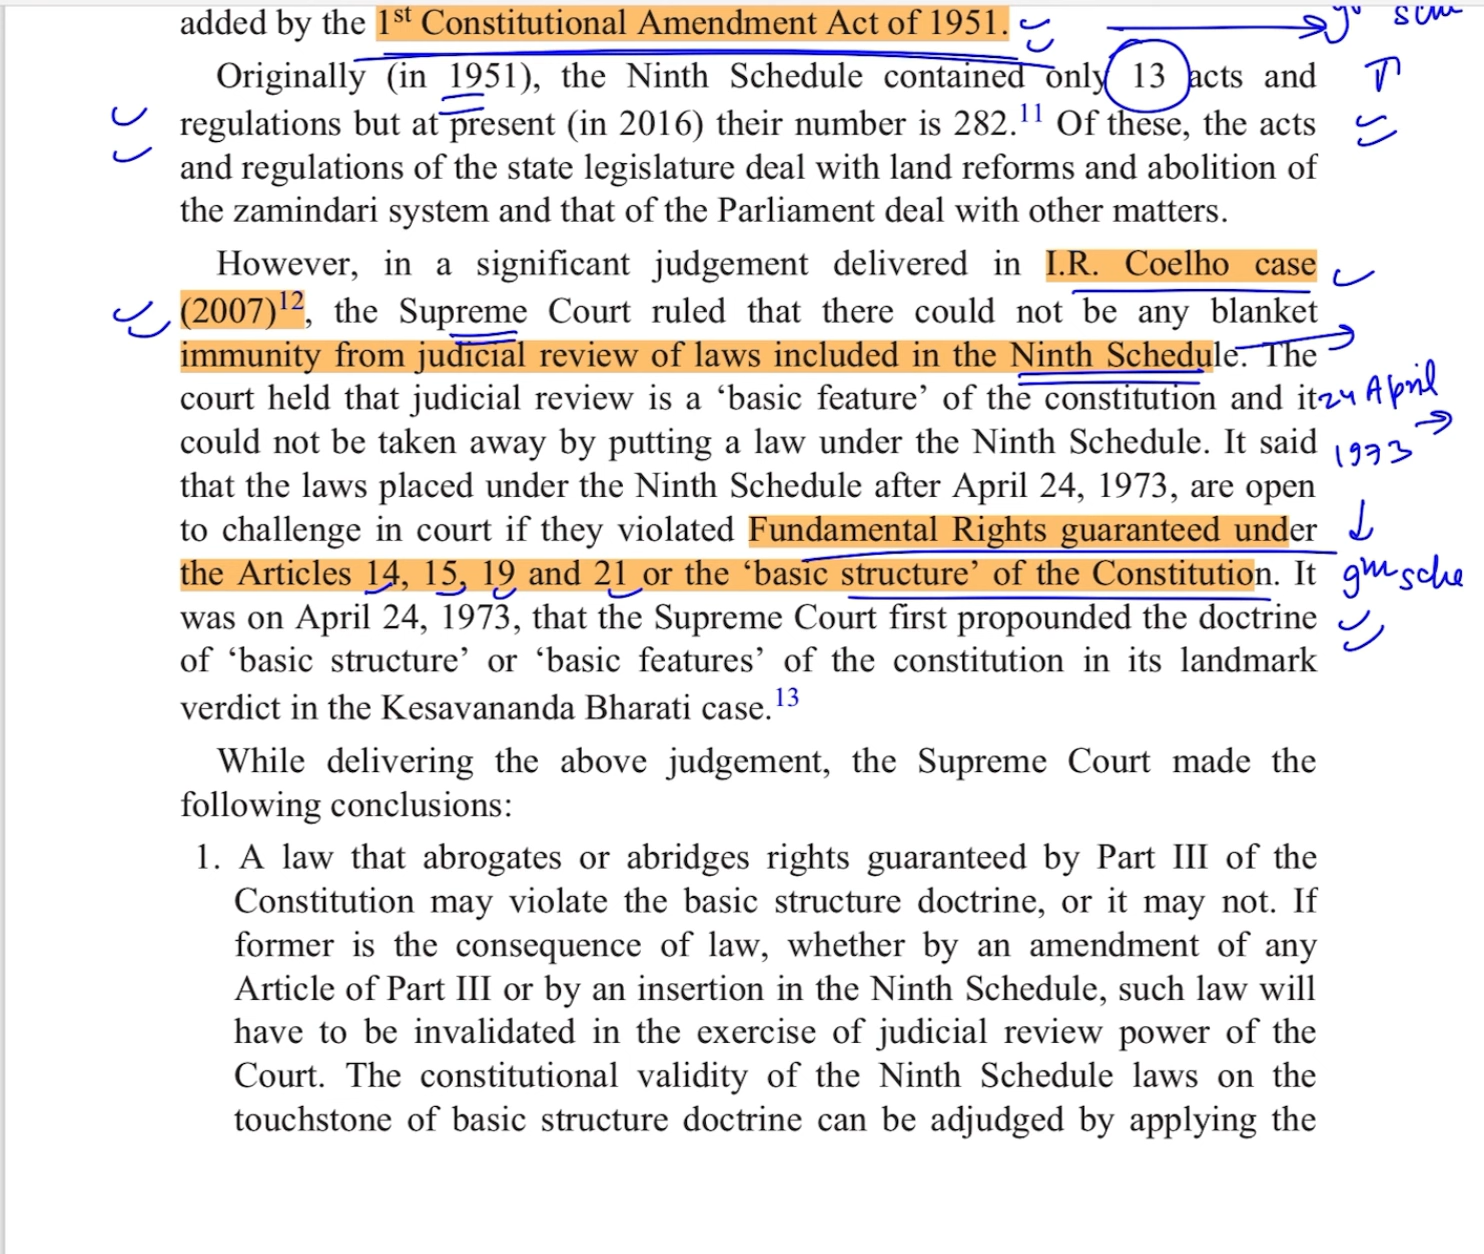 added by the 1st Constitutional Amendment Act of 1951.
Originally (in 1951), the Ninth Schedule contained only 13 acts and
regulations but at present (in 2016) their number is 282.11 Of these, the acts
and regulations of the state legislature deal with land reforms and abolition of
the zamindari system and that of the Parliament deal with other matters.
However, in a significant judgement delivered in I.R. Coelho case
(2007)12, the Supreme Court ruled that there could not be any blanket
immunity from judicial review of laws included in the Ninth Schedule. The
court held that judicial review is a ‘basic feature’ of the constitution and it
24 April
could not be taken away by putting a law under the Ninth Schedule. It said
1973
that the laws placed under the Ninth Schedule after April 24, 1973, are open
to challenge in court if they violated Fundamental Rights guaranteed under
the Articles 14, 15, 19 and 21 or the ‘basic structure’ of the Constitution. It
was on April 24, 1973, that the Supreme Court first propounded the doctrine
of ‘basic structure’ or ‘basic features’ of the constitution in its landmark
verdict in the Kesavananda Bharati case.13
While delivering the above judgement, the Supreme Court made the
following conclusions:
1. A law that abrogates or abridges rights guaranteed by Part III of the
Constitution may violate the basic structure doctrine, or it may not. If
former is the consequence of law, whether by an amendment of any
Article of Part III or by an insertion in the Ninth Schedule, such law will
have to be invalidated in the exercise of judicial review power of the
Court. The constitutional validity of the Ninth Schedule laws on the
touchstone of basic structure doctrine can be adjudged by applying the